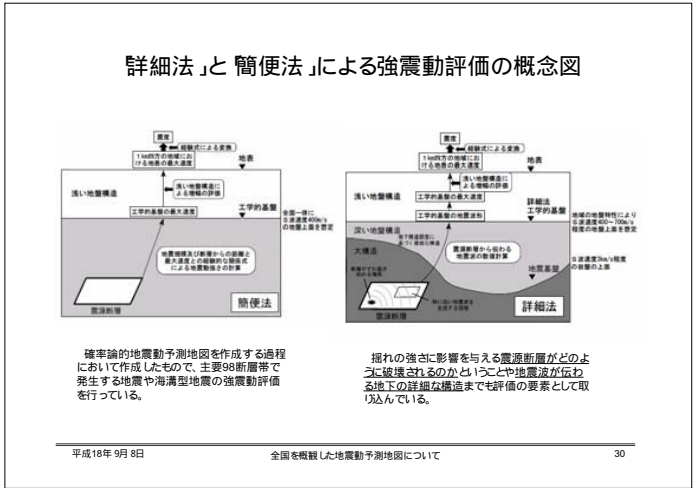 「詳細法」と「簡便法」による強震動評価の概念図
震度
経験式による変換
1km四方の地域にお
ける地表の最大速度
地表
浅い地盤構造
浅い地盤構造に
よる増幅の評価
工学的基盤の最大速度
工学的基盤
全国一律に
S波速度400m/s
の地盤上面を想定
地震規模及び断層からの距離と
最大速度との経験的な関係式
による地震動強さの計算
震源断層
簡便法
震度
経験式による変換
1km四方の地域にお
ける地表の最大速度
地表
浅い地盤構造
浅い地盤構造に
よる増幅の評価
工学的基盤の最大速度
工学的基盤の地震波形
詳細法
工学的基盤
地域の地盤特性により
S波速度400~700m/s
程度の地盤上面を想定
深い地盤構造
大構造
震源断層から伝わる
地震波の数値計算
地震基盤
S波速度3km/s程度
の岩盤の上面
震源断層
詳細法
確率論的地震動予測地図を作成する過程
において作成したもので、主要98断層帯で
発生する地震や海溝型地震の強震動評価
を行っている。
揺れの強さに影響を与える震源断層がどのよ
うに破壊されるのかということや地震波が伝わ
る地下の詳細な構造までも評価の要素として取
り込んでいる。
平成18年 9月 8日
全国を概観した地震動予測地図について
30